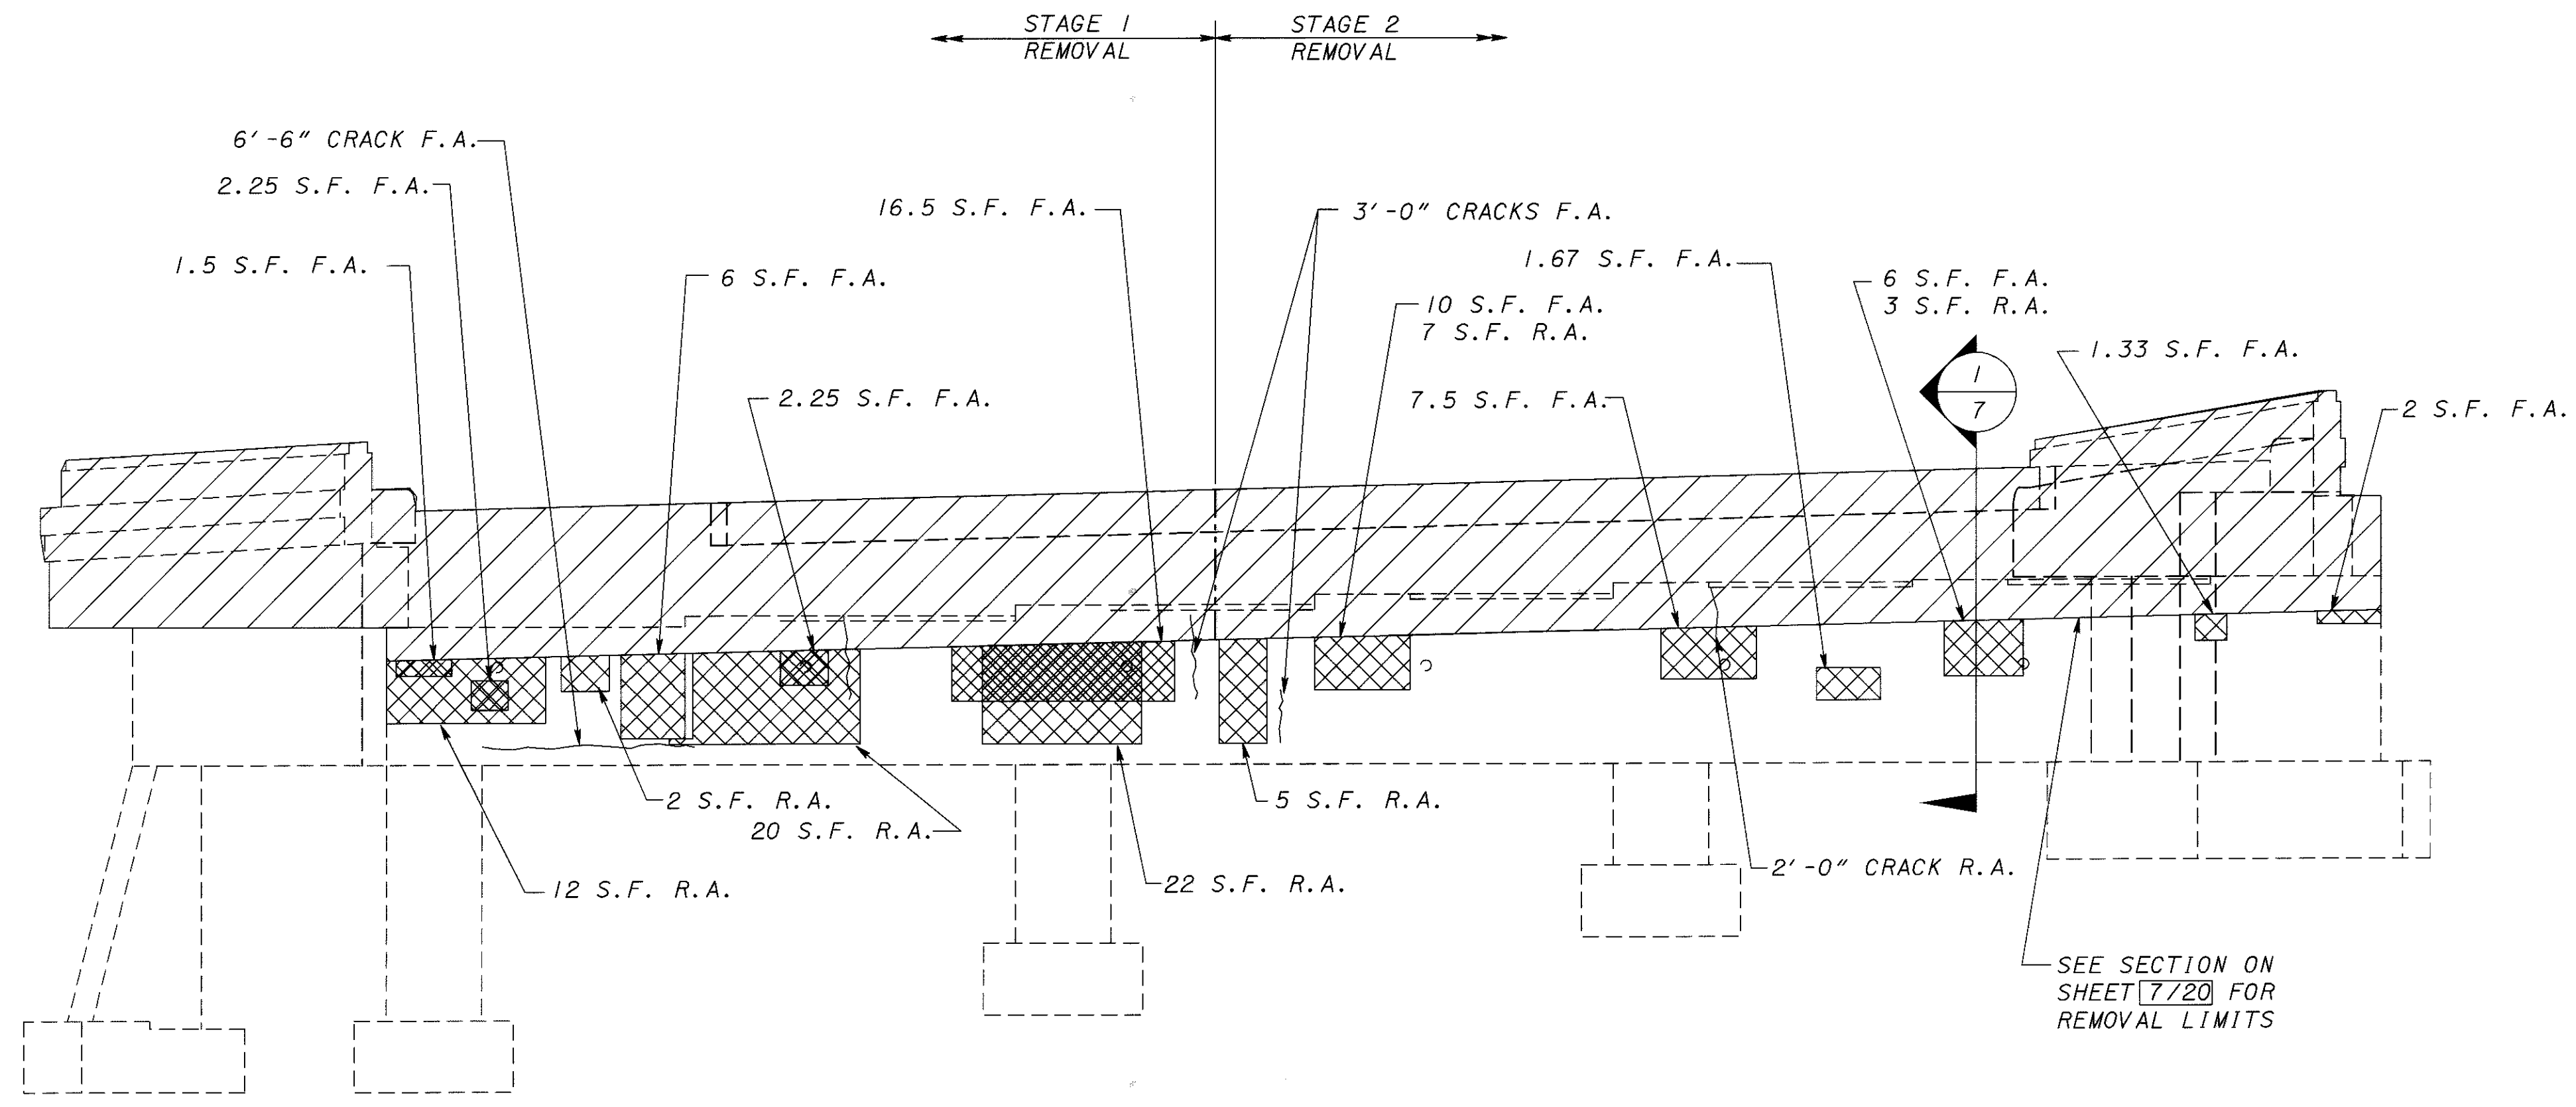 STAGE 1
REMOVAL
STAGE 2
REMOVAL
6'-6" CRACK F.A.
2.25 S.F. F.A.
1.5 S.F. F.A.
16.5 S.F. F.A.
3'-0" CRACKS F.A.
6 S.F. F.A.
1.67 S.F. F.A.
6 S.F. F.A.
3 S.F. R.A.
10 S.F. F.A.
7 S.F. R.A.
1.33 S.F. F.A.
2.25 S.F. F.A.
7.5 S.F. F.A.
1
7
2 S.F. F.A.
2 S.F. R.A.
20 S.F. R.A.
5 S.F. R.A.
12 S.F. R.A.
22 S.F. R.A.
2'-0" CRACK R.A.
SEE SECTION ON
SHEET 7/20 FOR
REMOVAL LIMITS